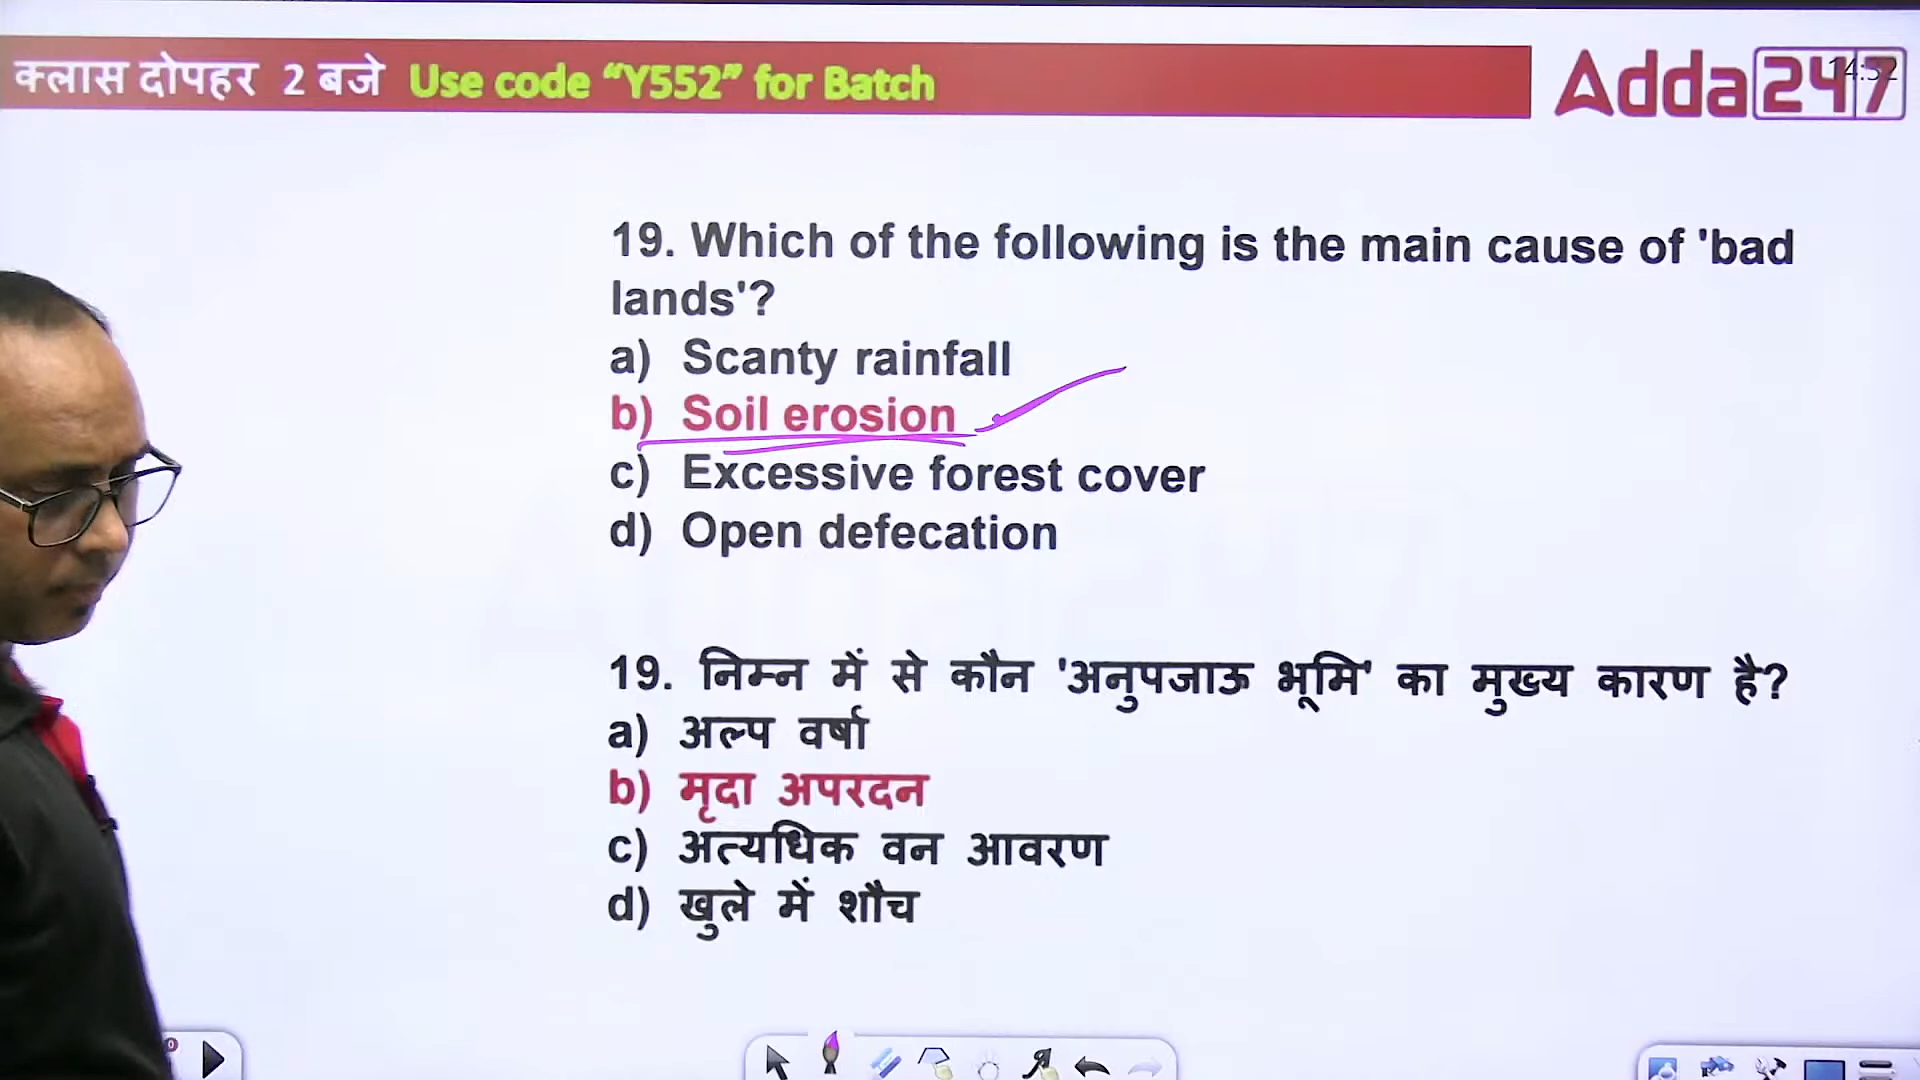 क्लास दोपहर 2 बजे Use code “Y552” for Batch
Adda247
14:52
19. Which of the following is the main cause of 'bad
lands'?
a) Scanty rainfall
b) Soil erosion
c) Excessive forest cover
d) Open defecation
19. निम्न में से कौन 'अनुपजाऊ भूमि' का मुख्य कारण है?
a) अल्प वर्षा
b) मृदा अपरदन
c) अत्यधिक वन आवरण
d) खुले में शौच